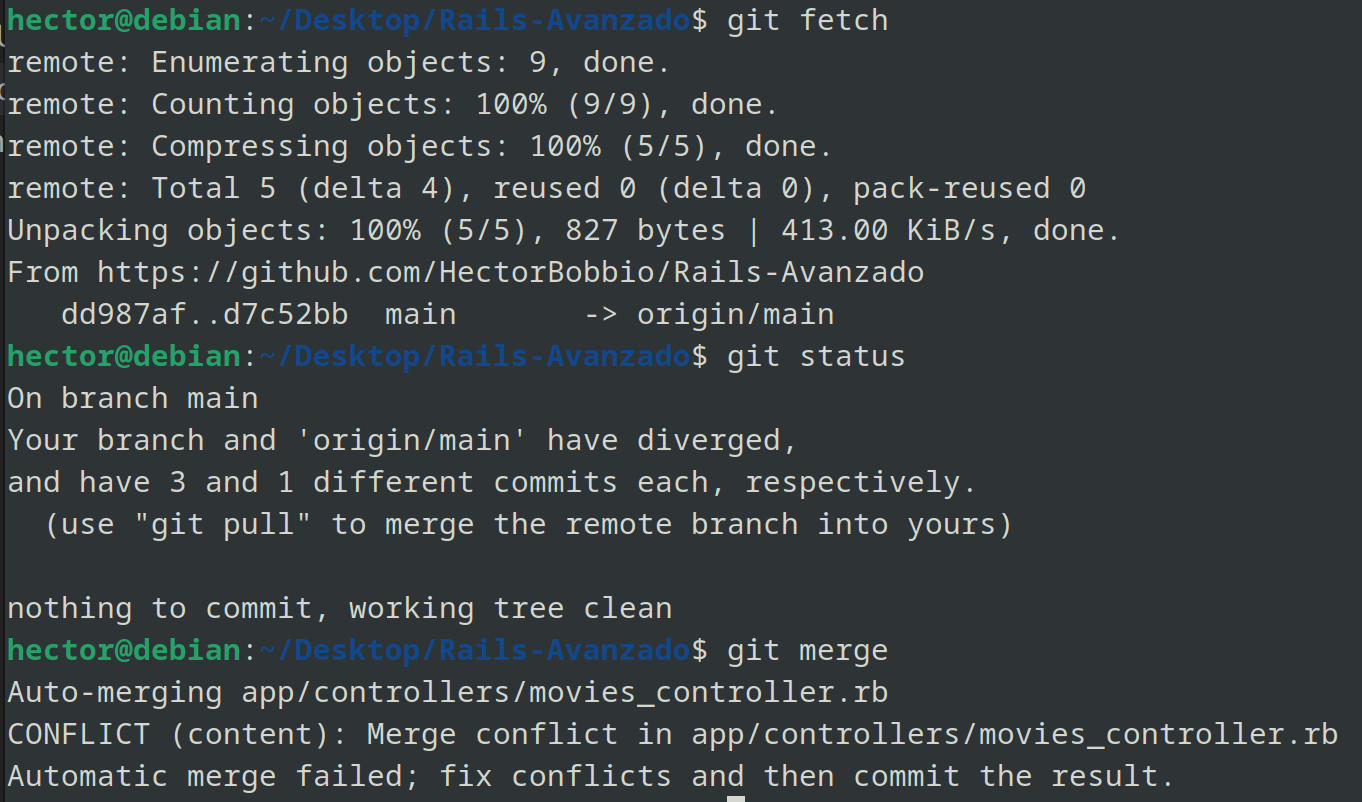 hector@debian:~/Desktop/Rails-Avanzado$ git fetch
remote: Enumerating objects: 9, done.
remote: Counting objects: 100% (9/9), done.
remote: Compressing objects: 100% (5/5), done.
remote: Total 5 (delta 4), reused 0 (delta 0), pack-reused 0
Unpacking objects: 100% (5/5), 827 bytes | 413.00 KiB/s, done.
From https://github.com/HectorBobbio/Rails-Avanzado
   dd987af..d7c52bb  main       -> origin/main
hector@debian:~/Desktop/Rails-Avanzado$ git status
On branch main
Your branch and 'origin/main' have diverged,
and have 3 and 1 different commits each, respectively.
  (use "git pull" to merge the remote branch into yours)
nothing to commit, working tree clean
hector@debian:~/Desktop/Rails-Avanzado$ git merge
Auto-merging app/controllers/movies_controller.rb
CONFLICT (content): Merge conflict in app/controllers/movies_controller.rb
Automatic merge failed; fix conflicts and then commit the result.